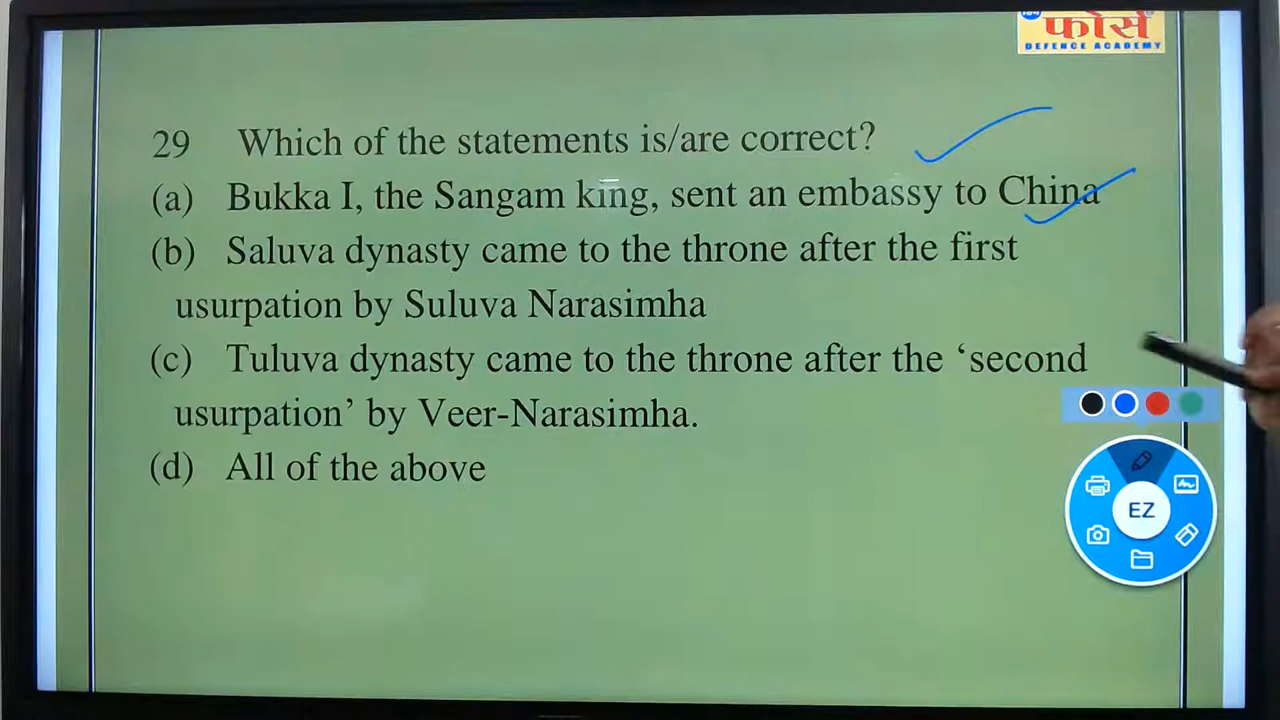 फोर्स
DEFENCE ACADEMY
29 Which of the statements is/are correct?
(a) Bukka I, the Sangam king, sent an embassy to China
(b) Saluva dynasty came to the throne after the first
usurpation by Suluva Narasimha
(c) Tuluva dynasty came to the throne after the ‘second
usurpation’ by Veer-Narasimha.
(d) All of the above
EZ